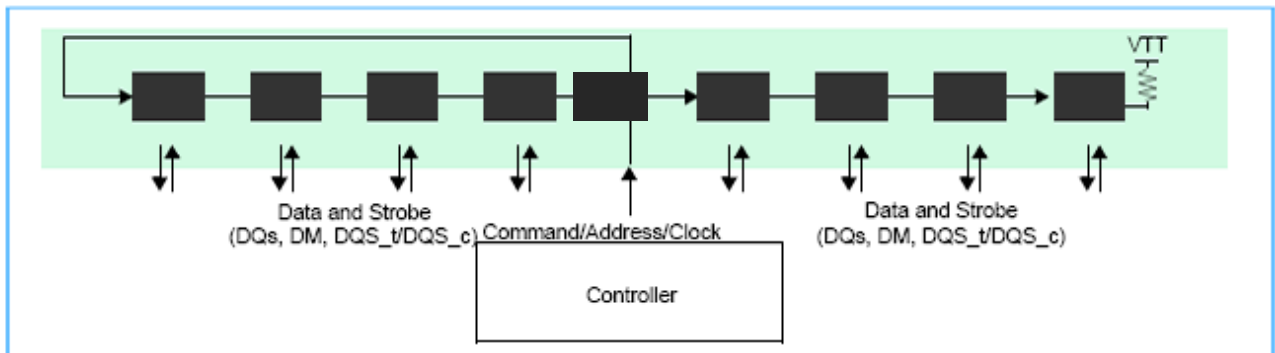 VTT
Data and Strobe
(DQs, DM, DQS_t/DQS_c)
Command/Address/Clock
Data and Strobe
(DQs, DM, DQS_t/DQS_c)
Controller